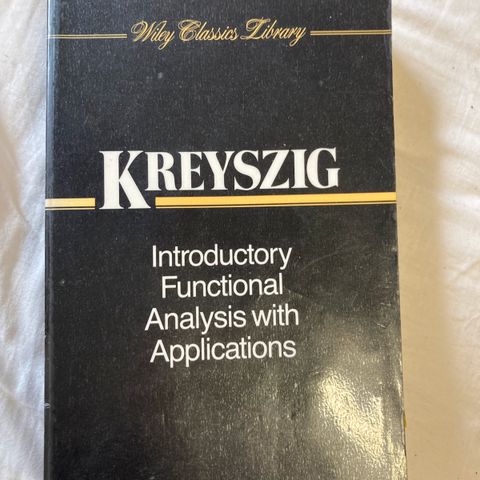 Wiley Classics Library
KREYSZIG
Introductory
Functional
Analysis with
Applications